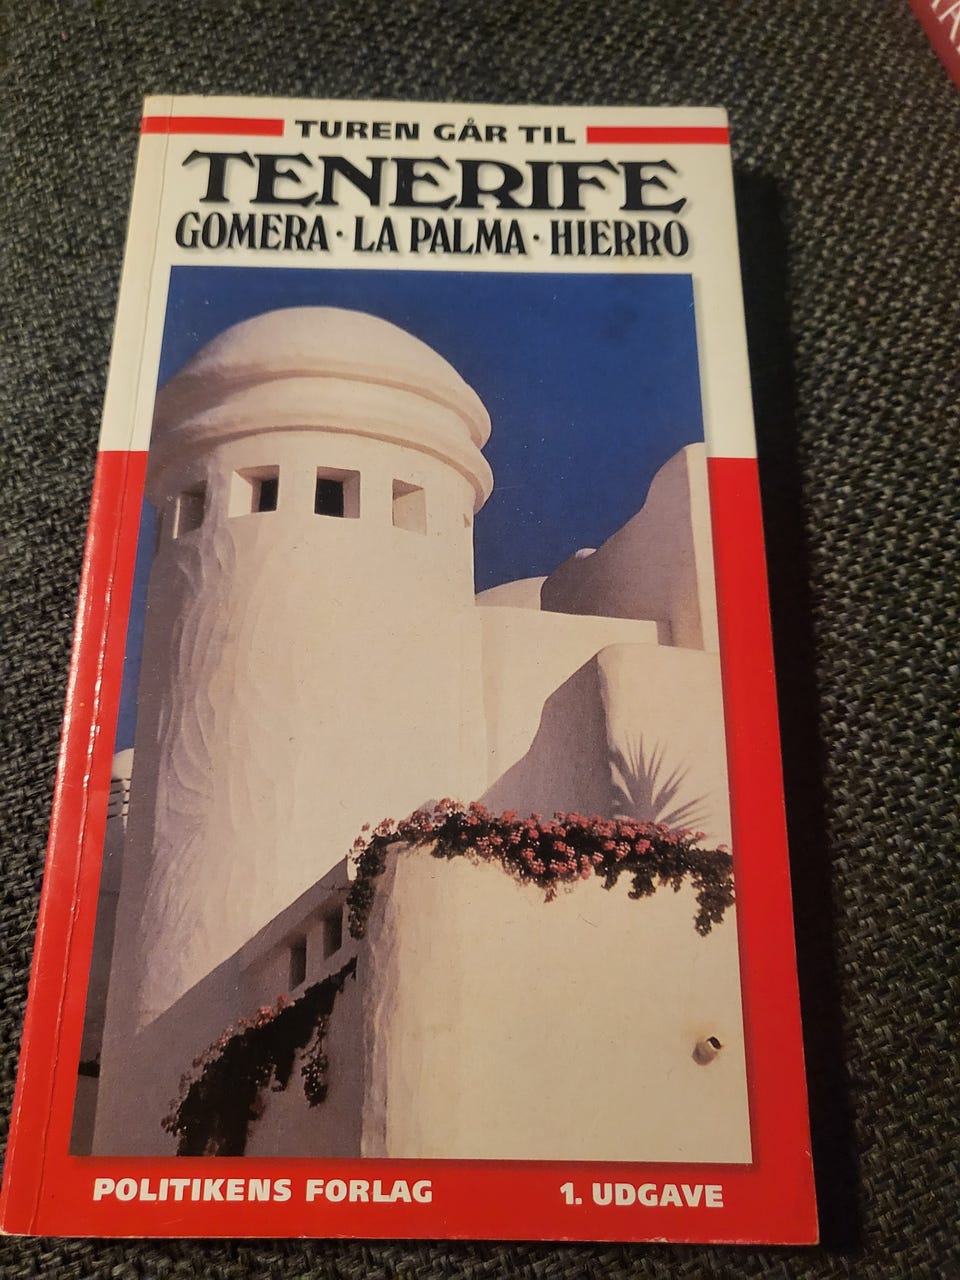 TUREN GÅR TIL
TENERIFE
GOMERA · LA PALMA · HIERRO
POLITIKENS FORLAG
1. UDGAVE